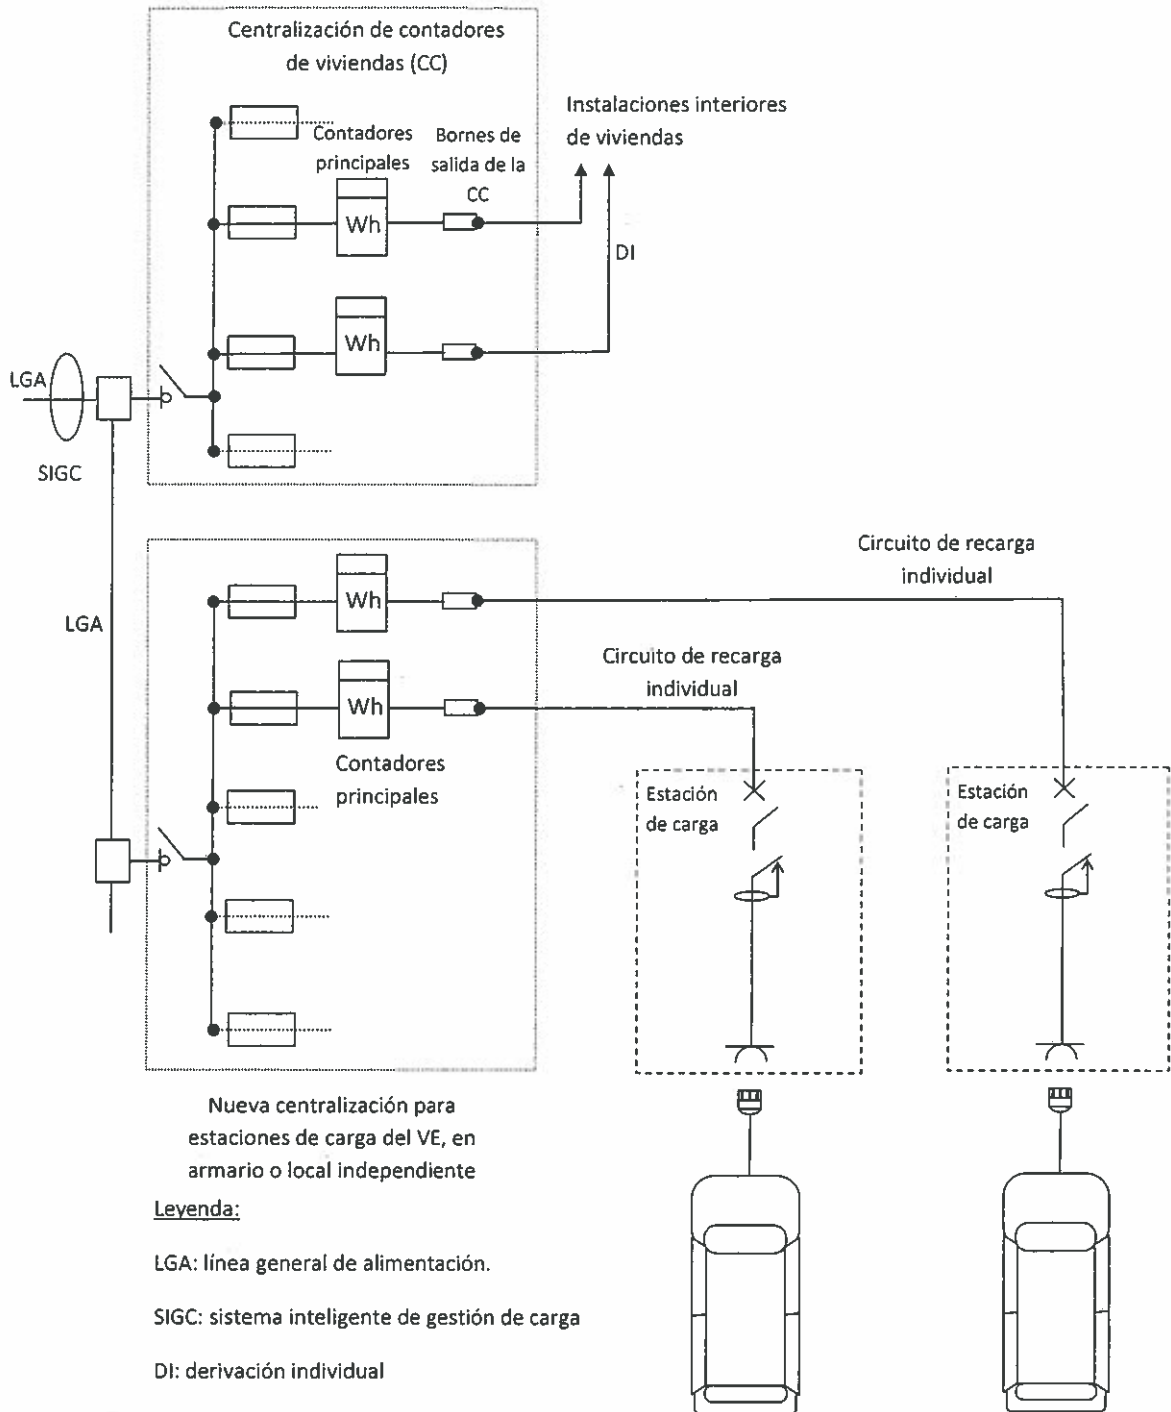 Centralización de contadores
de viviendas (CC)
Instalaciones interiores
de viviendas
Contadores
principales
Bornes de
salida de la
CC
Wh
DI
Wh
LGA
SIGC
Circuito de recarga
individual
Wh
LGA
Circuito de recarga
individual
Wh
Contadores
principales
Estación
de carga
Estación
de carga
Nueva centralización para
estaciones de carga del VE, en
armario o local independiente
Leyenda:
LGA: línea general de alimentación.
SIGC: sistema inteligente de gestión de carga
DI: derivación individual